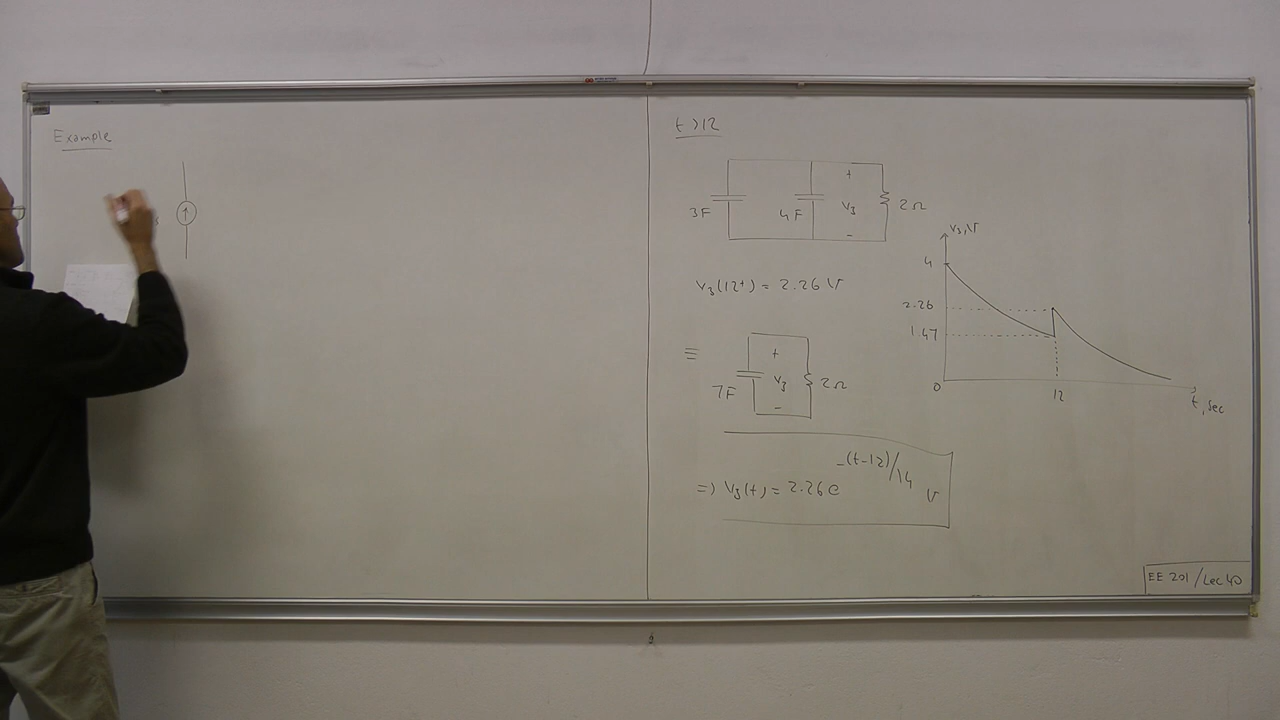 Example
t>12
3F
4F
+
v₃
-
2Ω
v₃(12⁺) = 2.26 V
≡
7F
+
v₃
-
2Ω
=> v₃(t) = 2.26 e^-(t-12)/14 V
v₃,V
4
2.26
1.47
0
12
t, sec
EE 201 / Lec 40